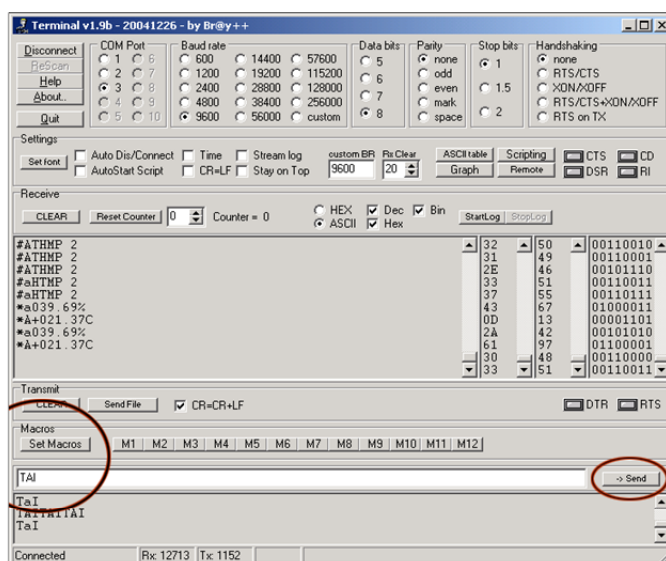 Terminal v1.9b - 20041226 - by Br@y++
Disconnect
ReScan
Help
About..
Quit
COM Port
1 6
2 7
3 8
4 9
5 10
Baud rate
600 14400 57600
1200 19200 115200
2400 28800 128000
4800 38400 256000
9600 56000 custom
Data bits
5
6
7
8
Parity
none
odd
even
mark
space
Stop bits
1
1.5
2
Handshaking
none
RTS/CTS
XON/XOFF
RTS/CTS+XON/XOFF
RTS on TX
Settings
Set font
Auto Dis/Connect Time Stream log
AutoStart Script CR=LF Stay on Top
custom BR Rx Clear
9600 20
ASCII table Scripting
Graph Remote
CTS CD
DSR RI
Receive
CLEAR Reset Counter 0 Counter = 0
HEX Dec Bin
ASCII Hex
StartLog StopLog
#ATHMP 2
#ATHMP 2
#ATHMP 2
#aHTMP 2
#aHTMP 2
*a039.69%
*A+021.37C
*a039.69%
*A+021.37C
32 50 00110010
31 49 00110001
2E 46 00101110
33 51 00110011
37 55 00110111
43 67 01000011
0D 13 00001101
2A 42 00101010
61 97 01100001
30 48 00110000
33 51 00110011
Transmit
CLEAR Send File CR=CR+LF
DTR RTS
Macros
Set Macros M1 M2 M3 M4 M5 M6 M7 M8 M9 M10 M11 M12
TAI
-> Send
TaI
TAITAITAI
TaI
Connected Rx: 12713 Tx: 1152